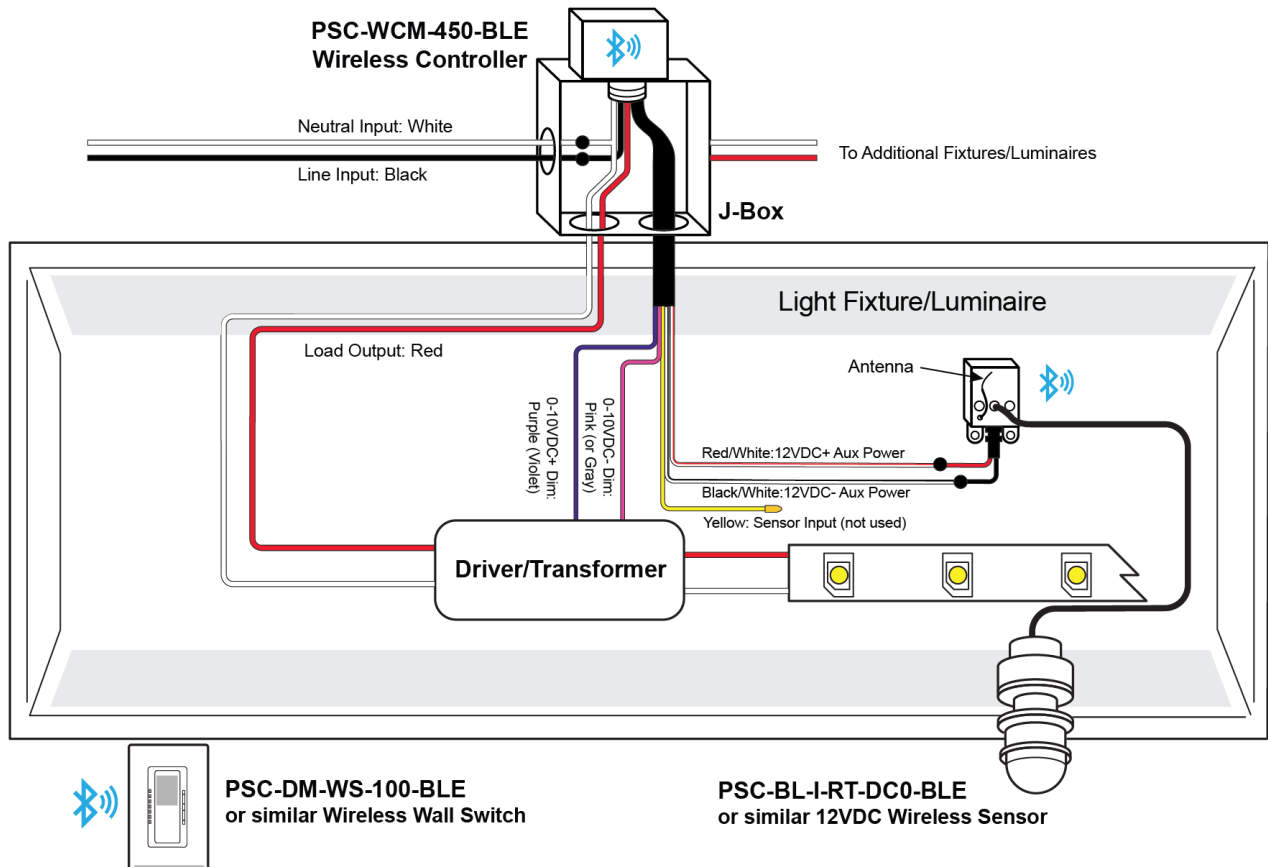 PSC-WCM-450-BLE
Wireless Controller
Neutral Input: White
Line Input: Black
To Additional Fixtures/Luminaires
J-Box
Light Fixture/Luminaire
Load Output: Red
Antenna
0-10VDC+ Dim:
Purple (Violet)
0-10VDC- Dim:
Pink (or Gray)
Red/White:12VDC+ Aux Power
Black/White:12VDC- Aux Power
Yellow: Sensor Input (not used)
Driver/Transformer
PSC-DM-WS-100-BLE
or similar Wireless Wall Switch
PSC-BL-I-RT-DC0-BLE
or similar 12VDC Wireless Sensor